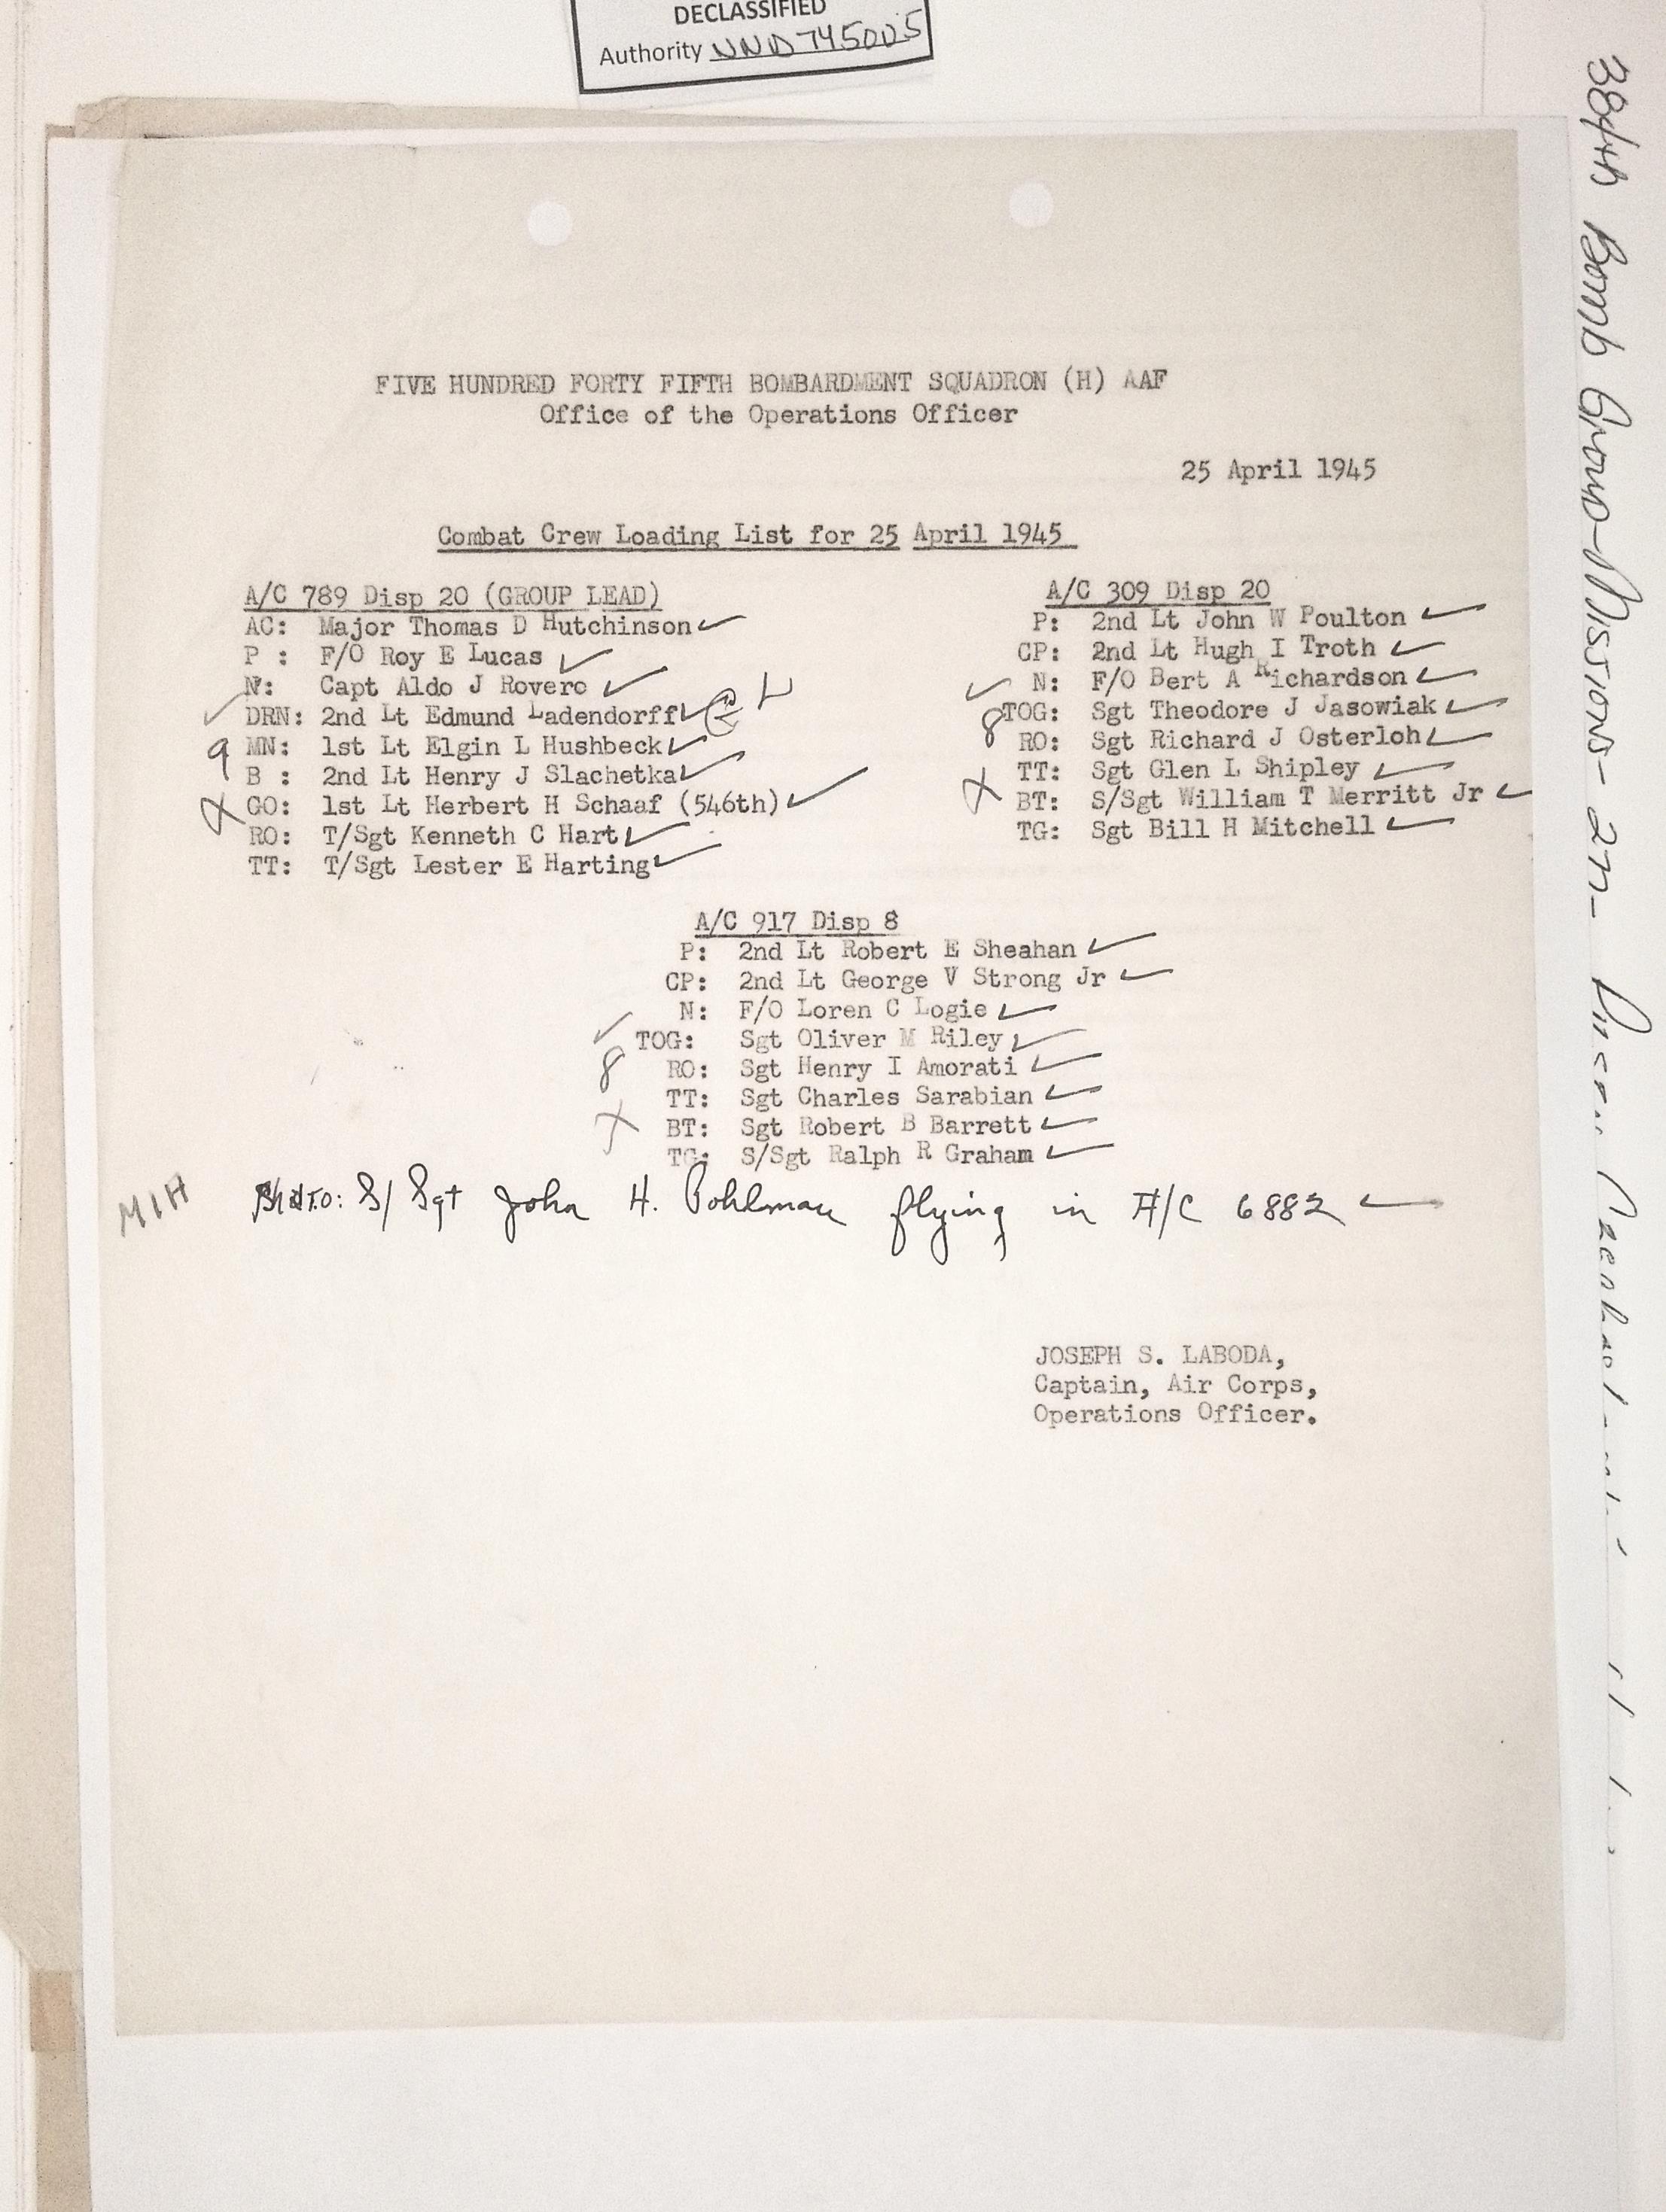 DECLASSIFIED
Authority NND 745005
FIVE HUNDRED FORTY FIFTH BOMBARDMENT SQUADRON (H) AAF
Office of the Operations Officer
25 April 1945
Combat Crew Loading List for 25 April 1945
A/C 789 Disp 20 (GROUP LEAD)
AC: Major Thomas D Hutchinson ✓
P : F/O Roy E Lucas ✓
N: Capt Aldo J Rovero ✓
✓ DRN: 2nd Lt Edmund Ladendorff ✓
9 MN: 1st Lt Elgin L Hushbeck ✓
B : 2nd Lt Henry J Slachetka ✓
X GO: 1st Lt Herbert H Schaaf (546th) ✓
RO: T/Sgt Kenneth C Hart ✓
TT: T/Sgt Lester E Harting ✓
A/C 309 Disp 20
P: 2nd Lt John W Poulton ✓
CP: 2nd Lt Hugh I Troth ✓
✓ N: F/O Bert A Richardson ✓
8 TOG: Sgt Theodore J Jasowiak ✓
RO: Sgt Richard J Osterloh ✓
TT: Sgt Glen L Shipley ✓
X BT: S/Sgt William T Merritt Jr ✓
TG: Sgt Bill H Mitchell ✓
A/C 917 Disp 8
P: 2nd Lt Robert E Sheahan ✓
CP: 2nd Lt George V Strong Jr ✓
N: F/O Loren C Logie ✓
✓ TOG: Sgt Oliver M Riley ✓
8 RO: Sgt Henry I Amorati ✓
TT: Sgt Charles Sarabian ✓
X BT: Sgt Robert B Barrett ✓
TG: S/Sgt Ralph R Graham ✓
MIH
S/Sgt John H. Pohlman flying in A/C 6882 ✓
JOSEPH S. LABODA,
Captain, Air Corps,
Operations Officer.
384th Bomb Group-Missions-